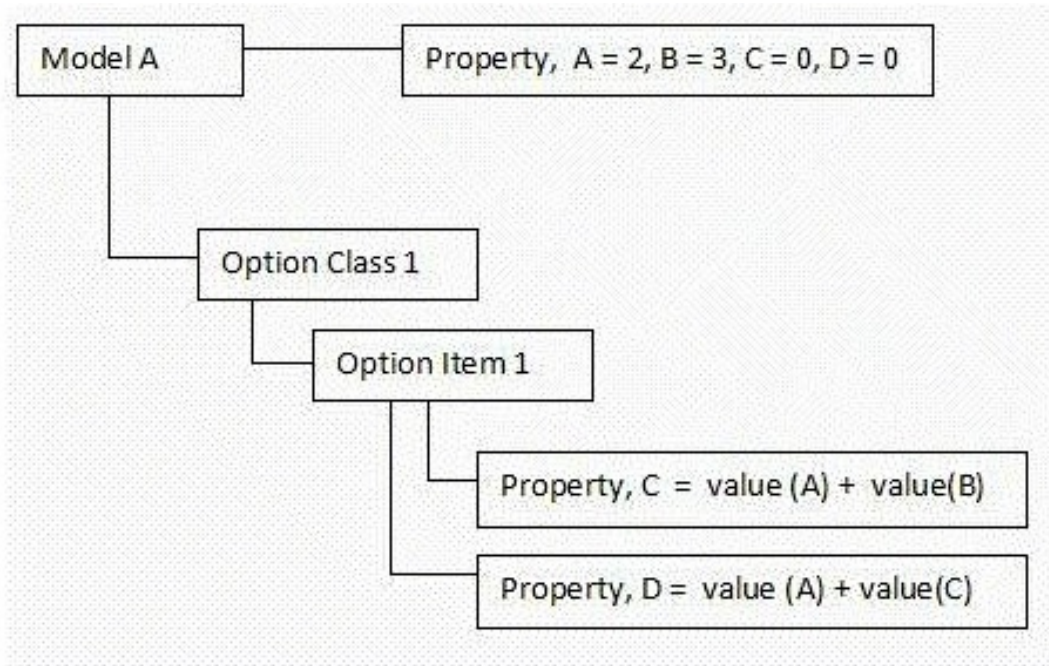 Model A
Property, A = 2, B = 3, C = 0, D = 0
Option Class 1
Option Item 1
Property, C = value (A) + value(B)
Property, D = value (A) + value(C)